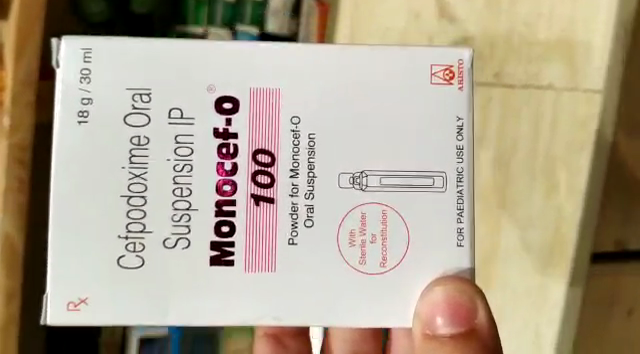 Rx
18 g / 30 ml
Cefpodoxime Oral
Suspension IP
Monocef-O®
100
Powder for Monocef-O
Oral Suspension
With
Sterile Water
for
Reconstitution
FOR PAEDIATRIC USE ONLY
ARISTO